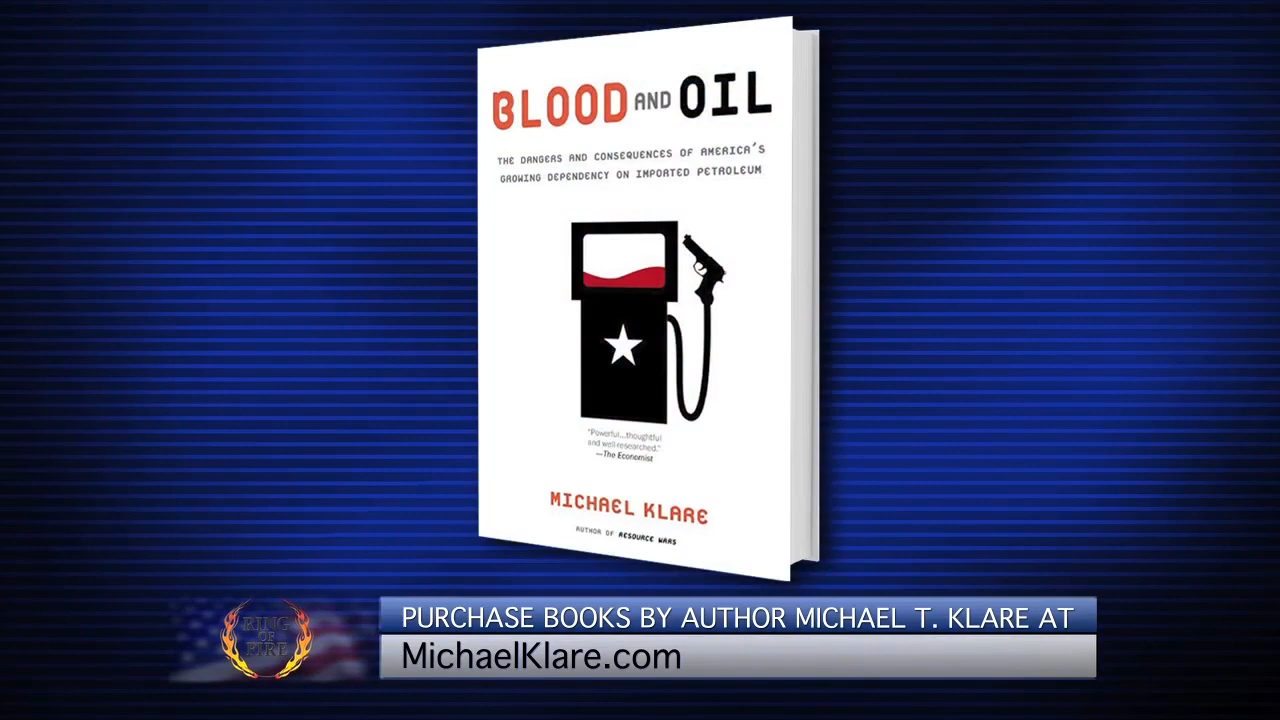 BLOOD AND OIL
THE DANGERS AND CONSEQUENCES OF AMERICA'S
GROWING DEPENDENCY ON IMPORTED PETROLEUM
"Powerful...thoughtful
and well-researched."
—The Economist
MICHAEL KLARE
AUTHOR OF RESOURCE WARS
RING
OF
FIRE
PURCHASE BOOKS BY AUTHOR MICHAEL T. KLARE AT
MichaelKlare.com